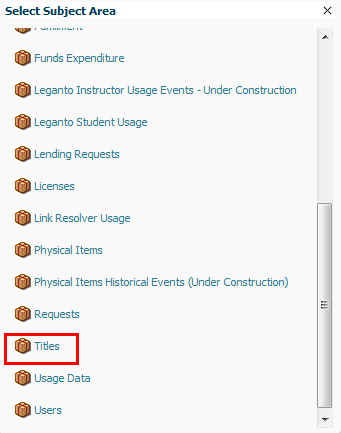 Select Subject Area
Fulfillment
Funds Expenditure
Leganto Instructor Usage Events - Under Construction
Leganto Student Usage
Lending Requests
Licenses
Link Resolver Usage
Physical Items
Physical Items Historical Events (Under Construction)
Requests
Titles
Usage Data
Users